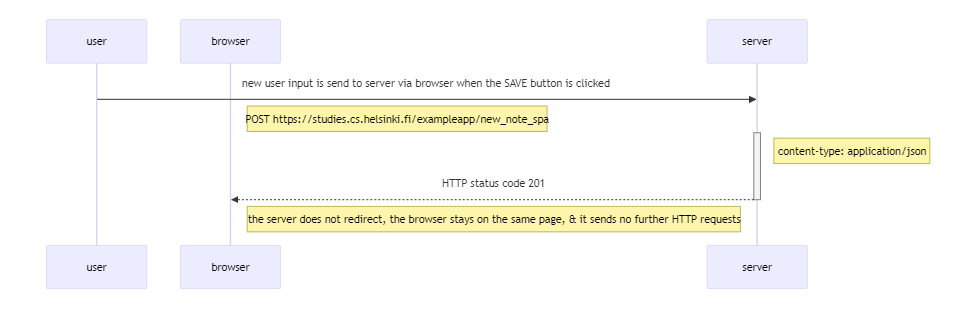 user
browser
server
new user input is send to server via browser when the SAVE button is clicked
POST https://studies.cs.helsinki.fi/exampleapp/new_note_spa
content-type: application/json
HTTP status code 201
the server does not redirect, the browser stays on the same page, & it sends no further HTTP requests
user
browser
server